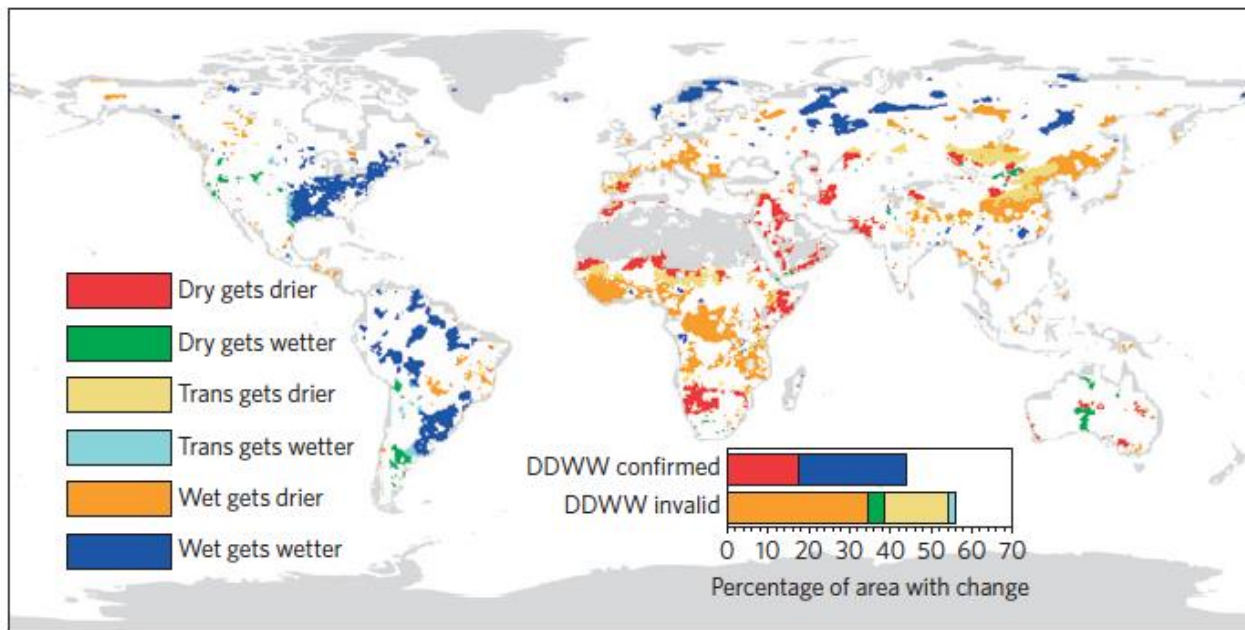 Dry gets drier
Dry gets wetter
Trans gets drier
Trans gets wetter
Wet gets drier
Wet gets wetter
DDWW confirmed
DDWW invalid
0 10 20 30 40 50 60 70
Percentage of area with change